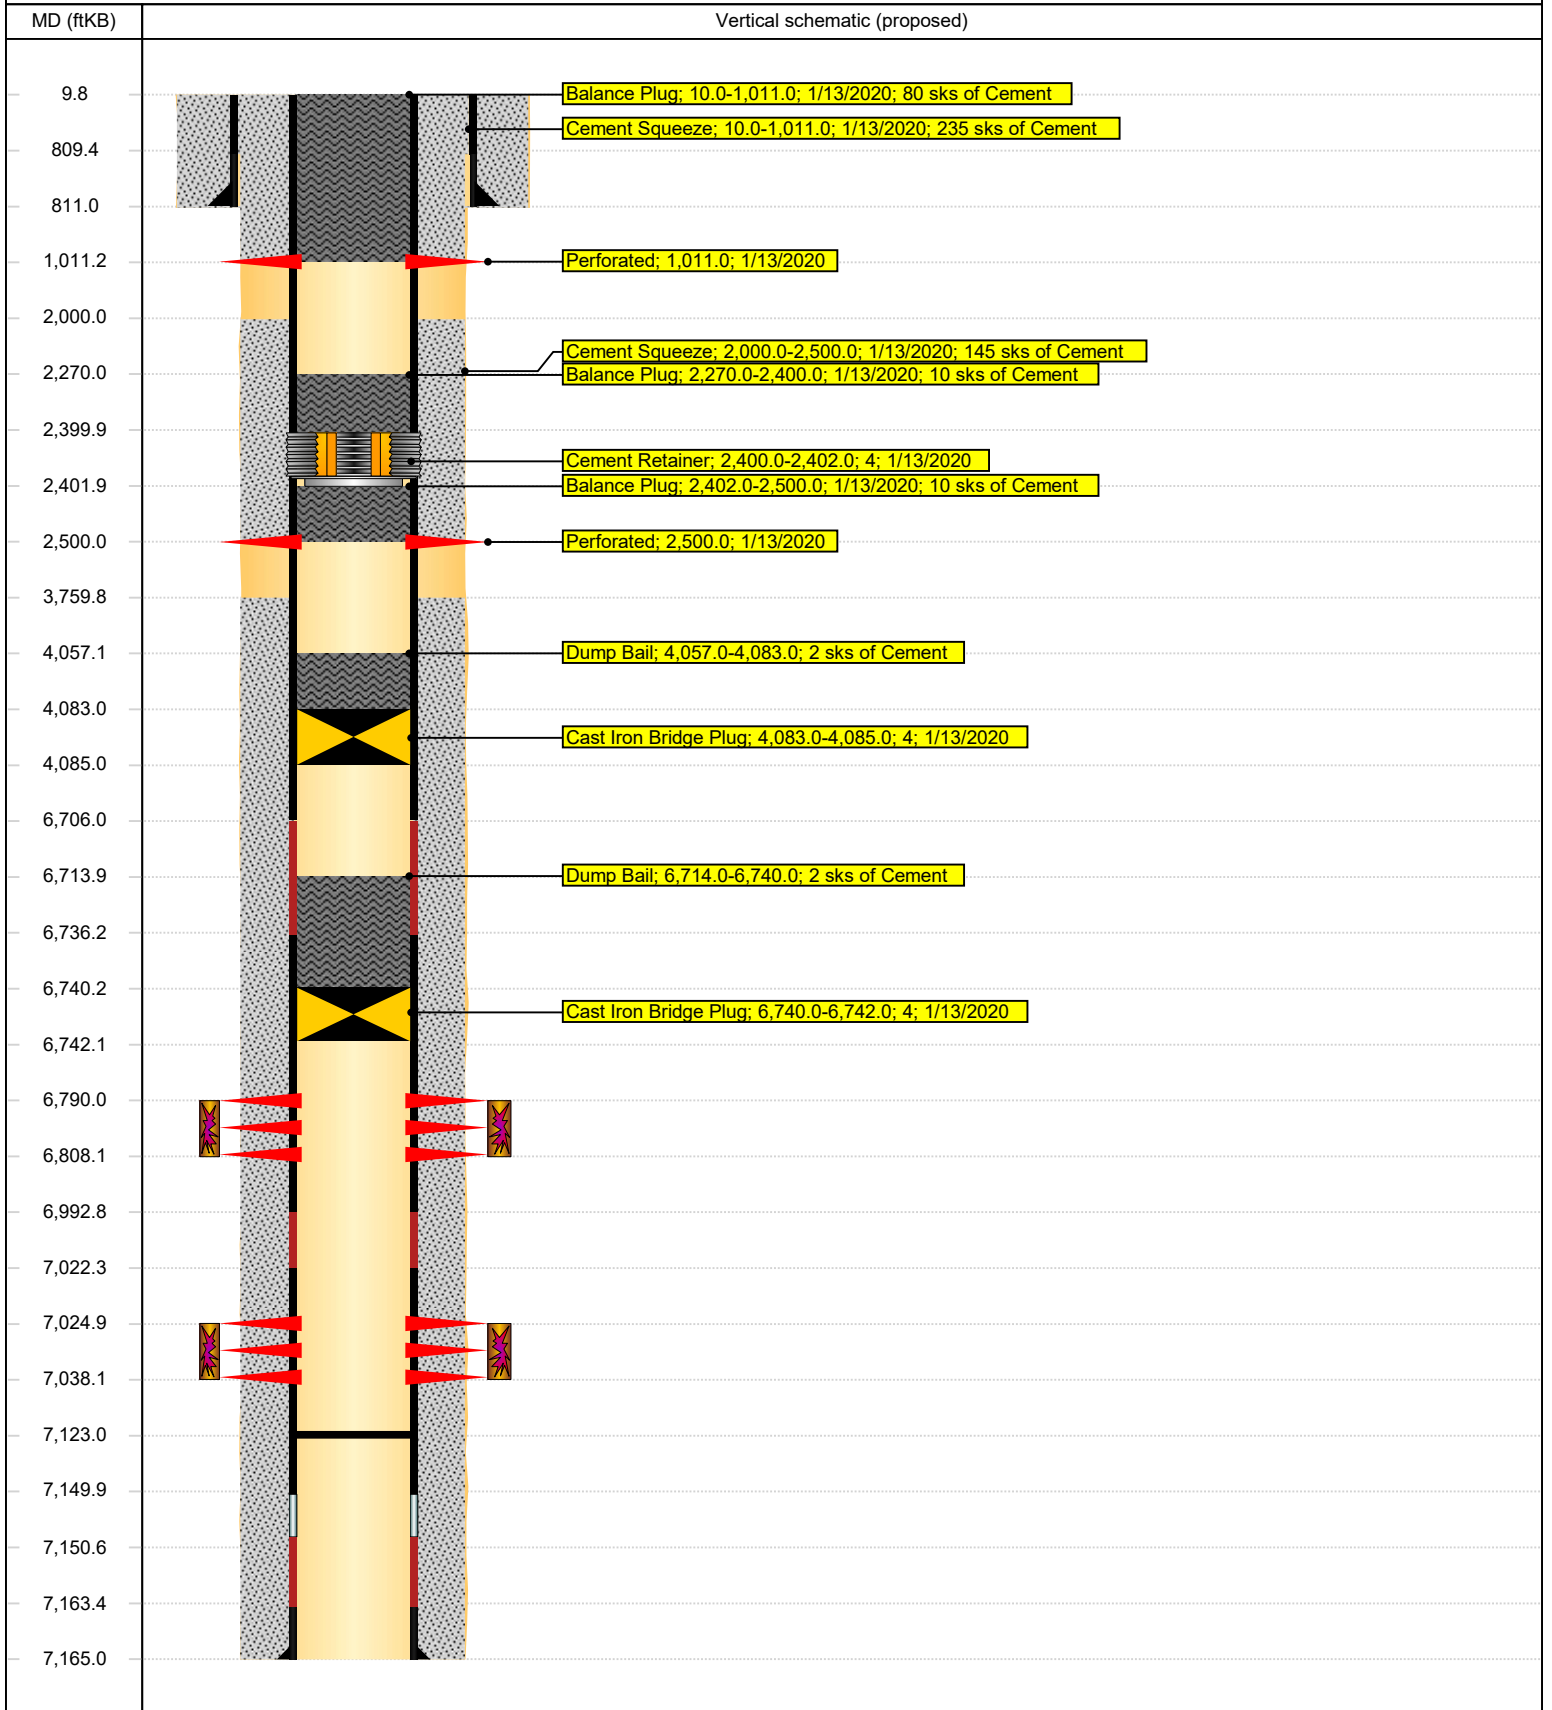 MD (ftKB) Vertical schematic (proposed)
9.8 Balance Plug; 10.0-1,011.0; 1/13/2020; 80 sks of Cement
Cement Squeeze; 10.0-1,011.0; 1/13/2020; 235 sks of Cement
809.4
811.0
1,011.2 Perforated; 1,011.0; 1/13/2020
2,000.0
Cement Squeeze; 2,000.0-2,500.0; 1/13/2020; 145 sks of Cement
2,270.0 Balance Plug; 2,270.0-2,400.0; 1/13/2020; 10 sks of Cement
2,399.9
Cement Retainer; 2,400.0-2,402.0; 4; 1/13/2020
2,401.9 Balance Plug; 2,402.0-2,500.0; 1/13/2020; 10 sks of Cement
2,500.0 Perforated; 2,500.0; 1/13/2020
3,759.8
4,057.1 Dump Bail; 4,057.0-4,083.0; 2 sks of Cement
4,083.0
Cast Iron Bridge Plug; 4,083.0-4,085.0; 4; 1/13/2020
4,085.0
6,706.0
6,713.9 Dump Bail; 6,714.0-6,740.0; 2 sks of Cement
6,736.2
6,740.2
Cast Iron Bridge Plug; 6,740.0-6,742.0; 4; 1/13/2020
6,742.1
6,790.0
6,808.1
6,992.8
7,022.3
7,024.9
7,038.1
7,123.0
7,149.9
7,150.6
7,163.4
7,165.0